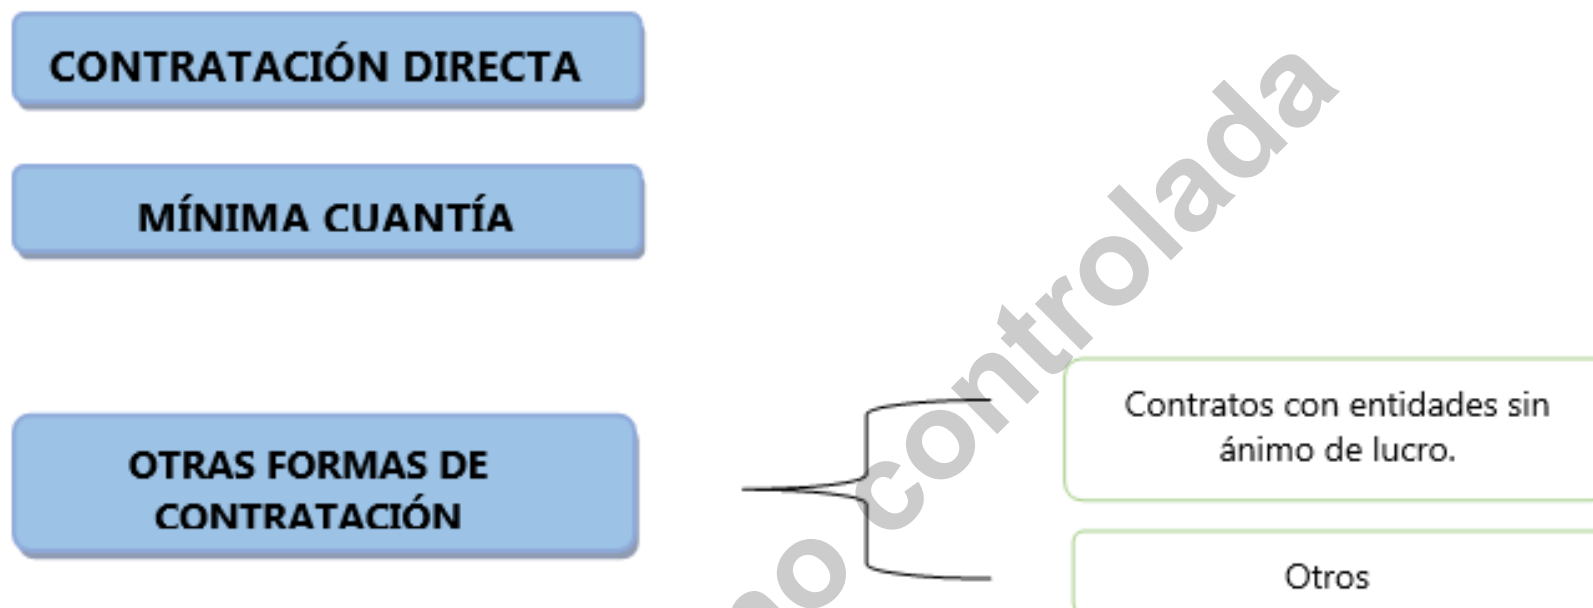 CONTRATACIÓN DIRECTA
MÍNIMA CUANTÍA
OTRAS FORMAS DE
CONTRATACIÓN
Contratos con entidades sin
ánimo de lucro.
Otros
no controlada